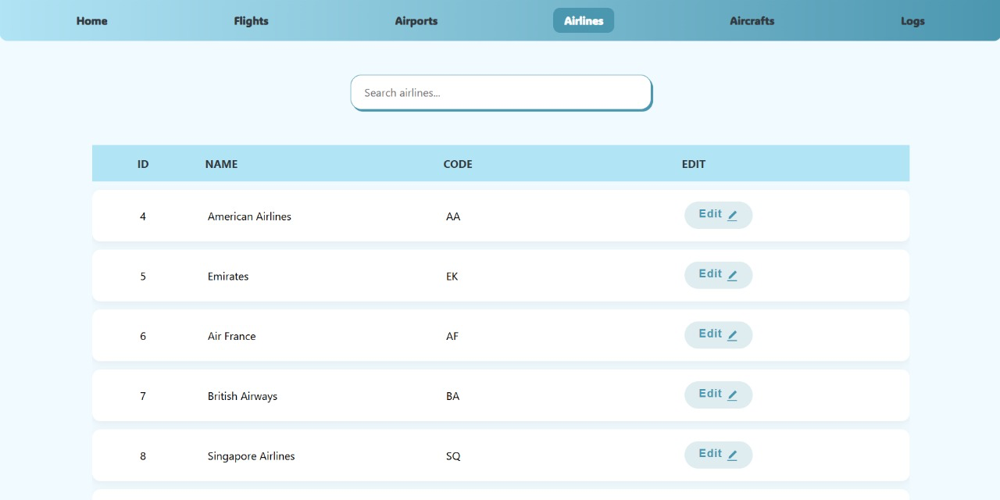 Home Flights Airports Airlines Aircrafts Logs
Search airlines...
ID NAME CODE EDIT
4 American Airlines AA Edit
5 Emirates EK Edit
6 Air France AF Edit
7 British Airways BA Edit
8 Singapore Airlines SQ Edit